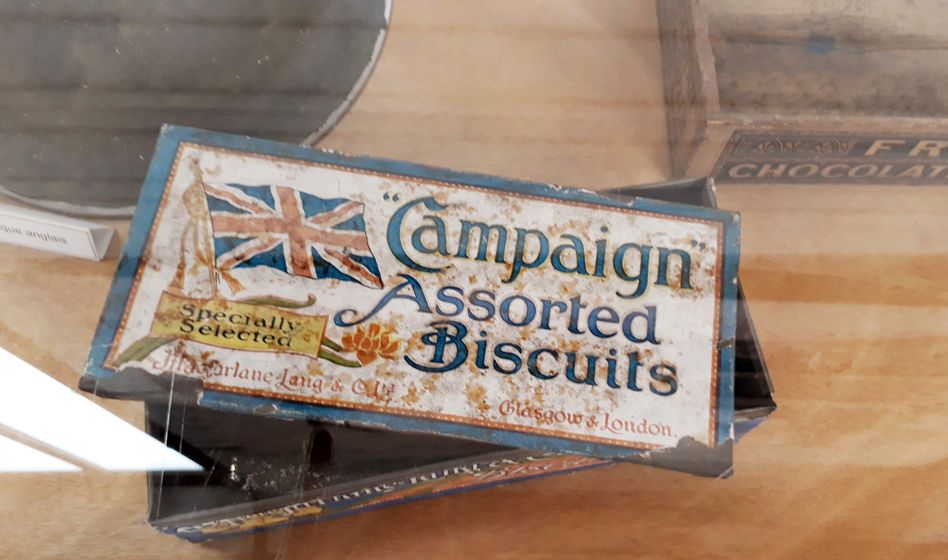 "Campaign"
Assorted
Biscuits
Specially
Selected
Macfarlane Lang & Co. Ltd
Glasgow & London.
que anglais
FR
CHOCOLAT